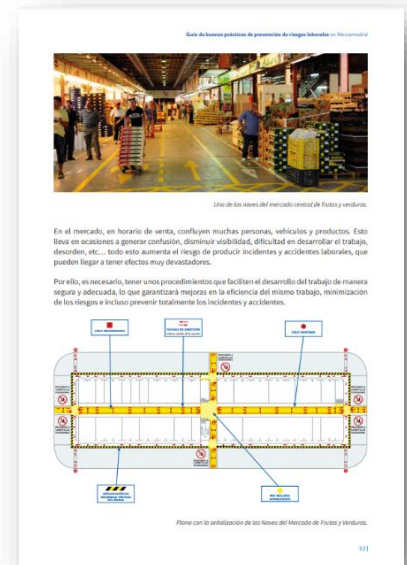 Guía de buenas prácticas de prevención de riesgos laborales en Mercamadrid
Una de las naves del mercado central de frutas y verduras.
En el mercado, en horario de venta, confluyen muchas personas, vehículos y productos. Esto
lleva en ocasiones a generar confusión, disminuir visibilidad, dificultad en desarrollar el trabajo,
desorden, etc... todo esto aumenta el riesgo de producir incidentes y accidentes laborales, que
pueden llegar a tener efectos muy devastadores.
Por ello, es necesario, tener unos procedimientos que faciliten el desarrollo del trabajo de manera
segura y adecuada, lo que garantizará mejoras en la eficiencia del mismo trabajo, minimización
de los riesgos e incluso prevenir totalmente los incidentes y accidentes.
Plano con la señalización de las Naves del Mercado de Frutas y Verduras.
53|